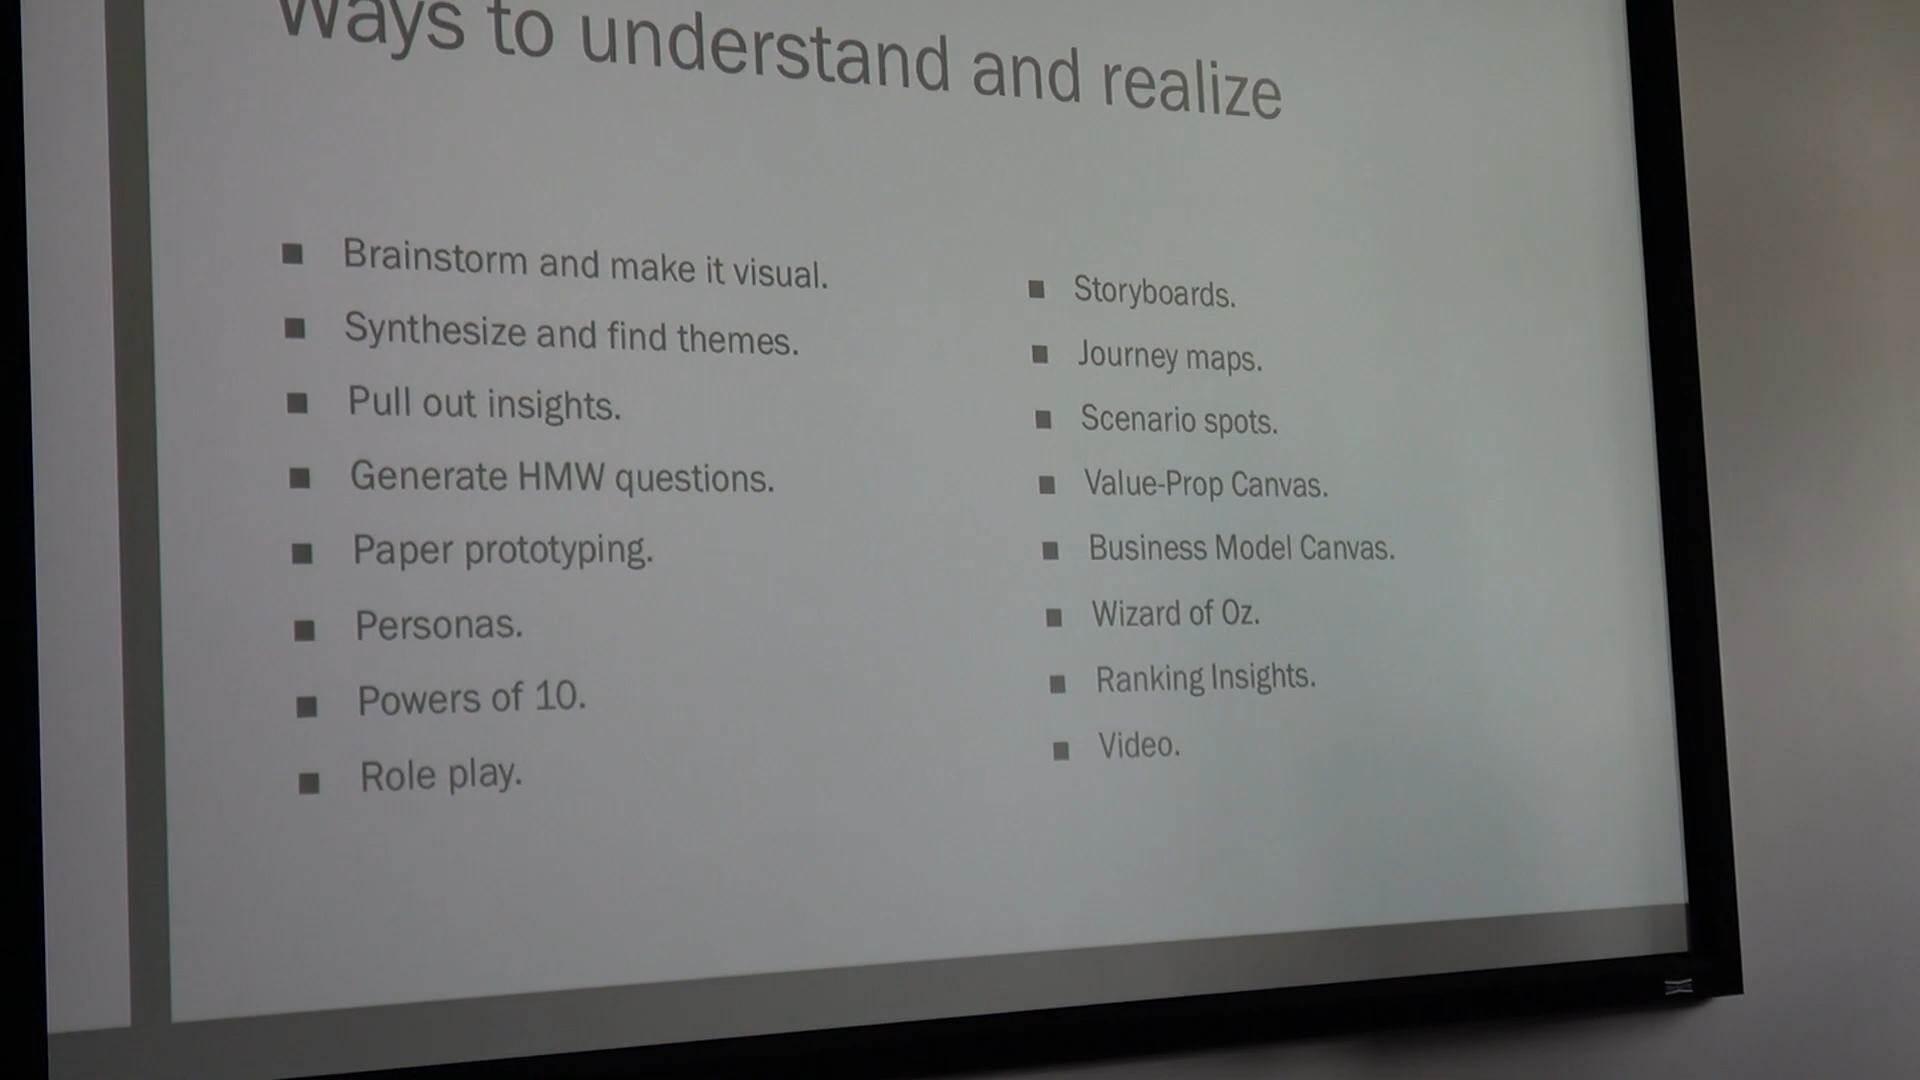 Ways to understand and realize
Brainstorm and make it visual.
Synthesize and find themes.
Pull out insights.
Generate HMW questions.
Paper prototyping.
Personas.
Powers of 10.
Role play.
Storyboards.
Journey maps.
Scenario spots.
Value-Prop Canvas.
Business Model Canvas.
Wizard of Oz.
Ranking Insights.
Video.